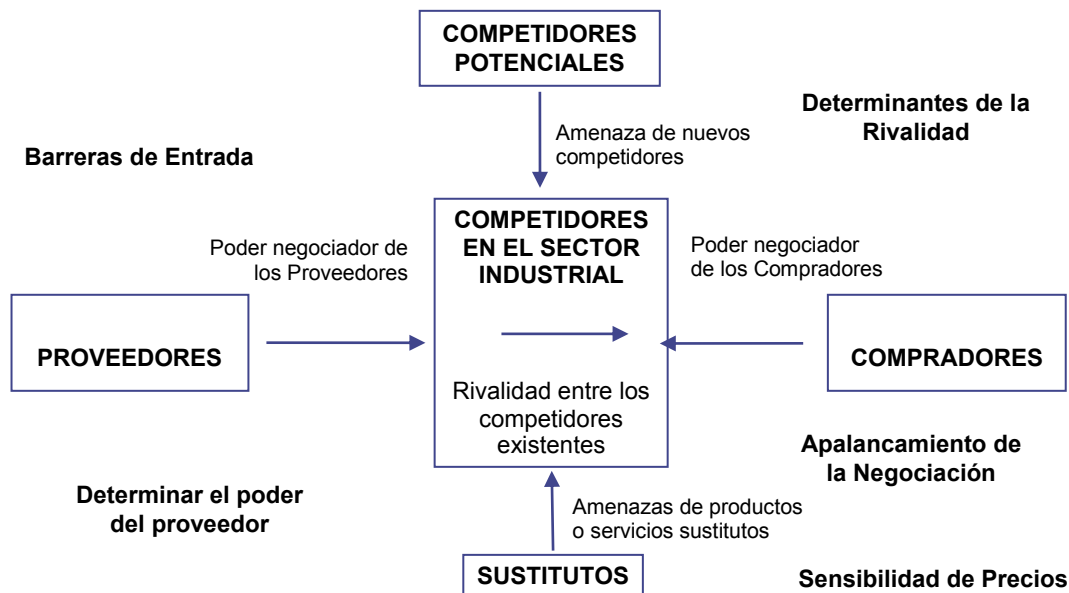 COMPETIDORES
POTENCIALES
Determinantes de la
Rivalidad
Amenaza de nuevos
competidores
Barreras de Entrada
COMPETIDORES
EN EL SECTOR
INDUSTRIAL
Poder negociador de
los Proveedores
Poder negociador
de los Compradores
PROVEEDORES
COMPRADORES
Rivalidad entre los
competidores
existentes
Apalancamiento de
la Negociación
Determinar el poder
del proveedor
Amenazas de productos
o servicios sustitutos
SUSTITUTOS
Sensibilidad de Precios